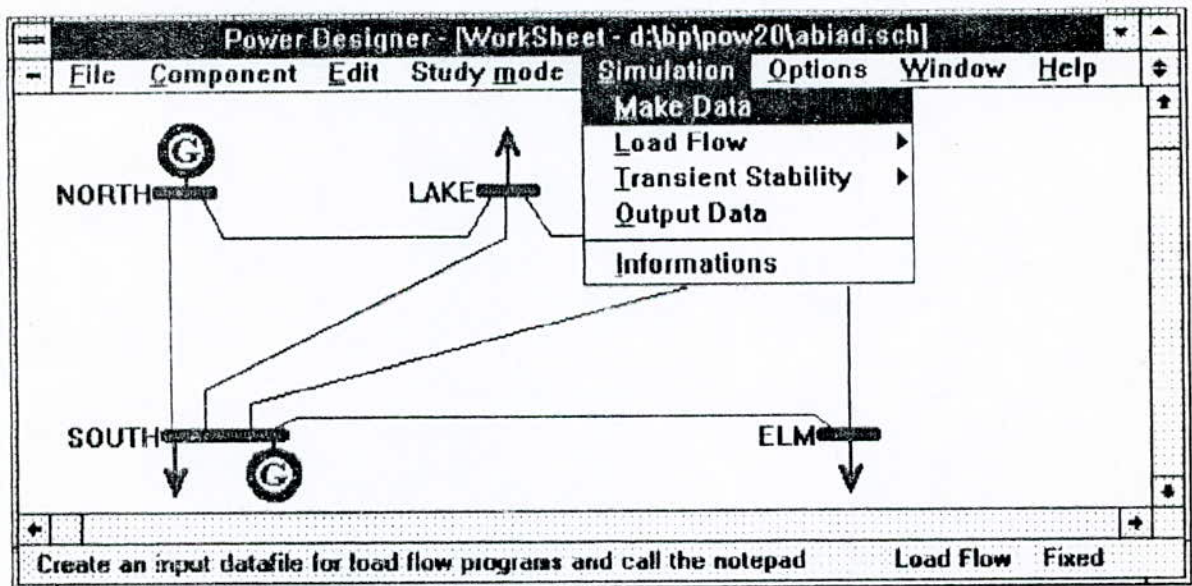 Power Designer - [WorkSheet - d:\bp\pow20\abiad.sch]
File Component Edit Study mode Simulation Options Window Help
Make Data
Load Flow
Transient Stability
Output Data
Informations
G
NORTH
LAKE
SOUTH
G
ELM
Create an input datafile for load flow programs and call the notepad Load Flow Fixed